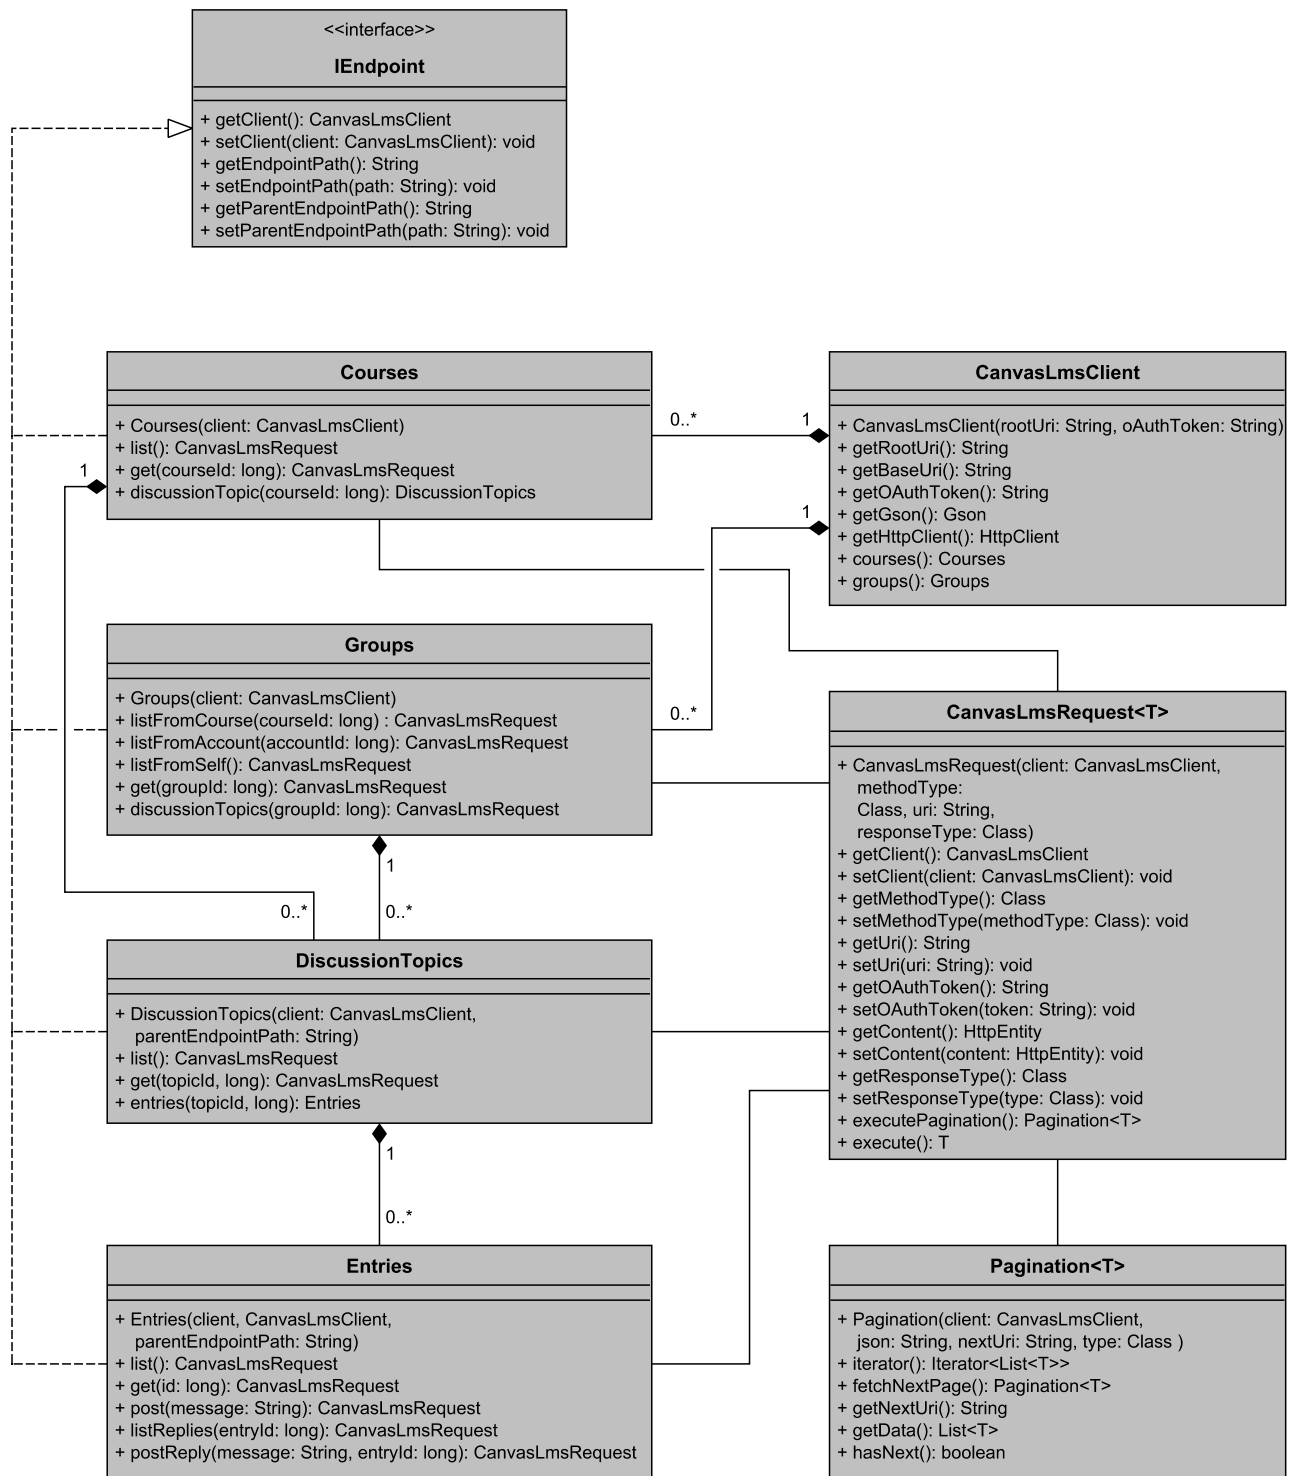 <<interface>>
IEndpoint
+ getClient(): CanvasLmsClient
+ setClient(client: CanvasLmsClient): void
+ getEndpointPath(): String
+ setEndpointPath(path: String): void
+ getParentEndpointPath(): String
+ setParentEndpointPath(path: String): void
Courses
+ Courses(client: CanvasLmsClient)
+ list(): CanvasLmsRequest
+ get(courseId: long): CanvasLmsRequest
+ discussionTopic(courseId: long): DiscussionTopics
1
0..*
1
CanvasLmsClient
+ CanvasLmsClient(rootUri: String, oAuthToken: String)
+ getRootUri(): String
+ getBaseUri(): String
+ getOAuthToken(): String
+ getGson(): Gson
+ getHttpClient(): HttpClient
+ courses(): Courses
+ groups(): Groups
1
0..*
Groups
+ Groups(client: CanvasLmsClient)
+ listFromCourse(courseId: long) : CanvasLmsRequest
+ listFromAccount(accountId: long): CanvasLmsRequest
+ listFromSelf(): CanvasLmsRequest
+ get(groupId: long): CanvasLmsRequest
+ discussionTopics(groupId: long): CanvasLmsRequest
1
0..*
0..*
CanvasLmsRequest<T>
+ CanvasLmsRequest(client: CanvasLmsClient,
methodType:
Class, uri: String,
responseType: Class)
+ getClient(): CanvasLmsClient
+ setClient(client: CanvasLmsClient): void
+ getMethodType(): Class
+ setMethodType(methodType: Class): void
+ getUri(): String
+ setUri(uri: String): void
+ getOAuthToken(): String
+ setOAuthToken(token: String): void
+ getContent(): HttpEntity
+ setContent(content: HttpEntity): void
+ getResponseType(): Class
+ setResponseType(type: Class): void
+ executePagination(): Pagination<T>
+ execute(): T
DiscussionTopics
+ DiscussionTopics(client: CanvasLmsClient,
parentEndpointPath: String)
+ list(): CanvasLmsRequest
+ get(topicId, long): CanvasLmsRequest
+ entries(topicId, long): Entries
1
0..*
Entries
+ Entries(client, CanvasLmsClient,
parentEndpointPath: String)
+ list(): CanvasLmsRequest
+ get(id: long): CanvasLmsRequest
+ post(message: String): CanvasLmsRequest
+ listReplies(entryId: long): CanvasLmsRequest
+ postReply(message: String, entryId: long): CanvasLmsRequest
Pagination<T>
+ Pagination(client: CanvasLmsClient,
json: String, nextUri: String, type: Class )
+ iterator(): Iterator<List<T>>
+ fetchNextPage(): Pagination<T>
+ getNextUri(): String
+ getData(): List<T>
+ hasNext(): boolean